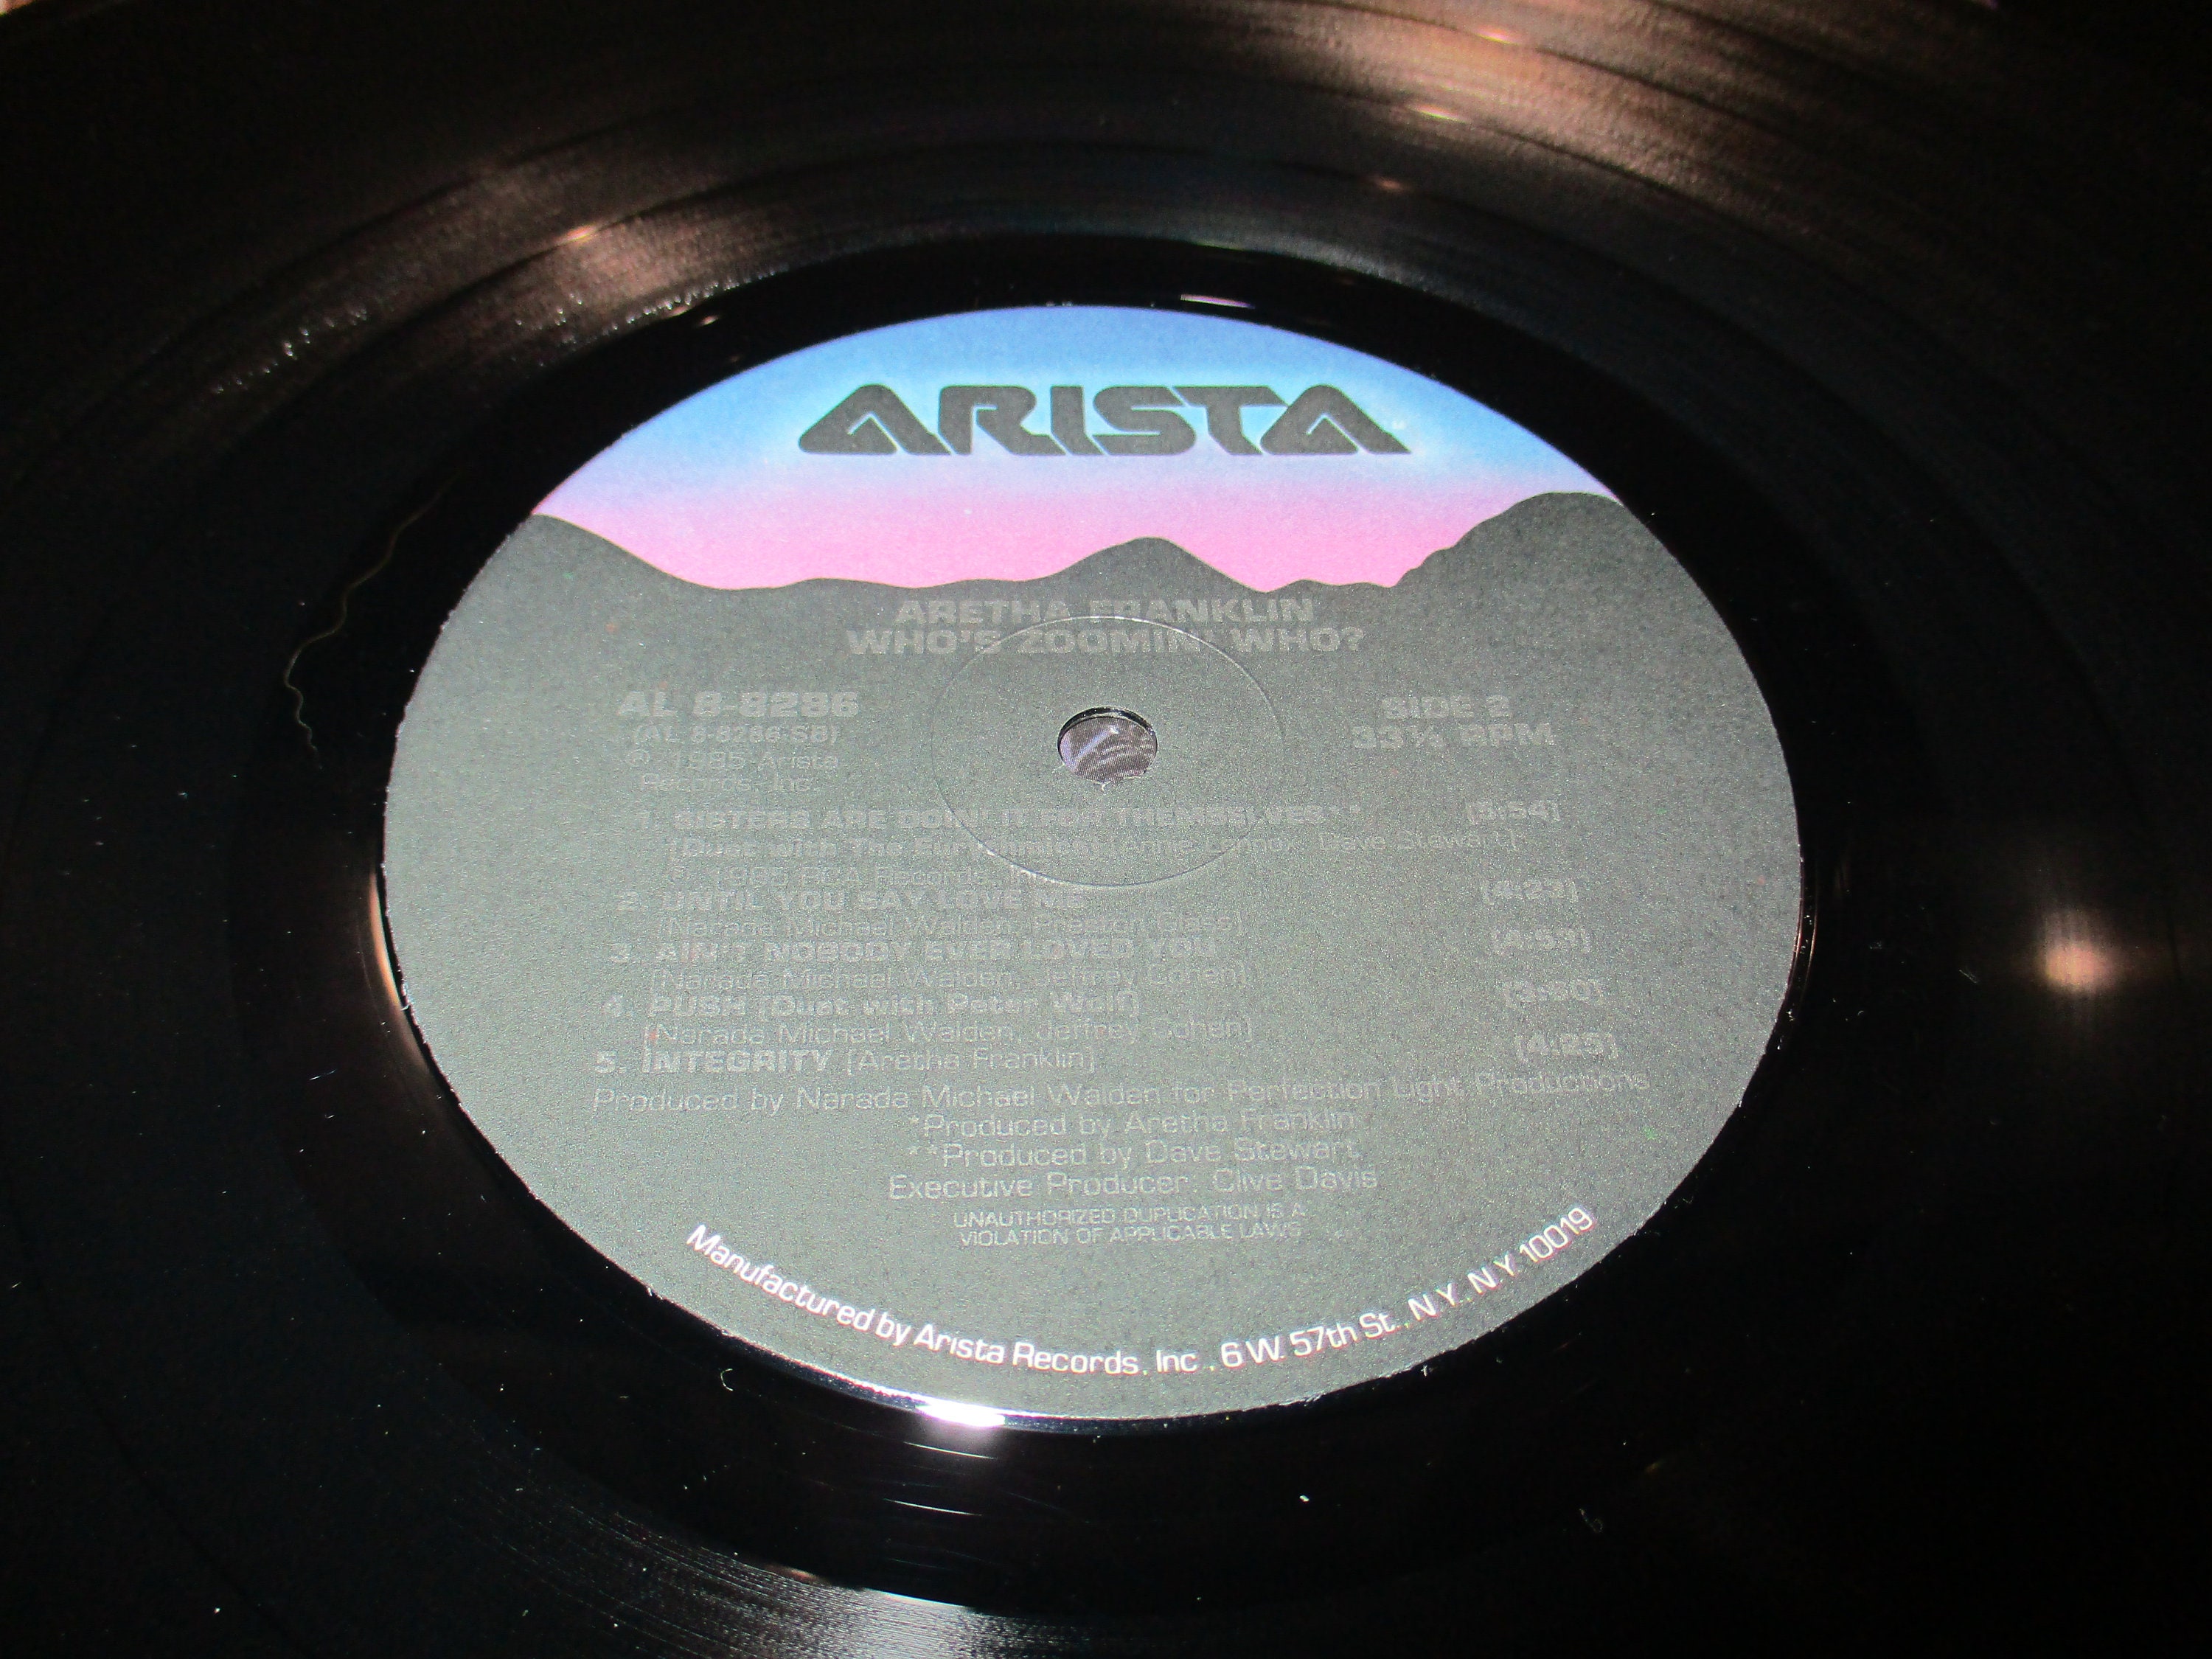 ARISTA
ARETHA FRANKLIN
WHO'S ZOOMIN' WHO?
AL 8-8286
(AL 8-8286-SB)
℗ 1985 Arista
Records, Inc.
SIDE 2
33⅓ RPM
1. SISTERS ARE DOIN' IT FOR THEMSELVES** (5:54)
(Duet with The Eurythmics) (Annie Lennox, Dave Stewart)
℗ 1985 RCA Records, Inc.
2. UNTIL YOU SAY LOVE ME (4:23)
(Narada Michael Walden, Preston Glass)
3. AIN'T NOBODY EVER LOVED YOU (4:53)
(Narada Michael Walden, Jeffrey Cohen)
4. PUSH (Duet with Peter Wolf) (3:50)
(Narada Michael Walden, Jeffrey Cohen)
5. INTEGRITY (Aretha Franklin) (4:25)
Produced by Narada Michael Walden for Perfection Light Productions
*Produced by Aretha Franklin
**Produced by Dave Stewart
Executive Producer: Clive Davis
UNAUTHORIZED DUPLICATION IS A
VIOLATION OF APPLICABLE LAWS
Manufactured by Arista Records, Inc., 6 W. 57th St., N.Y., N.Y. 10019